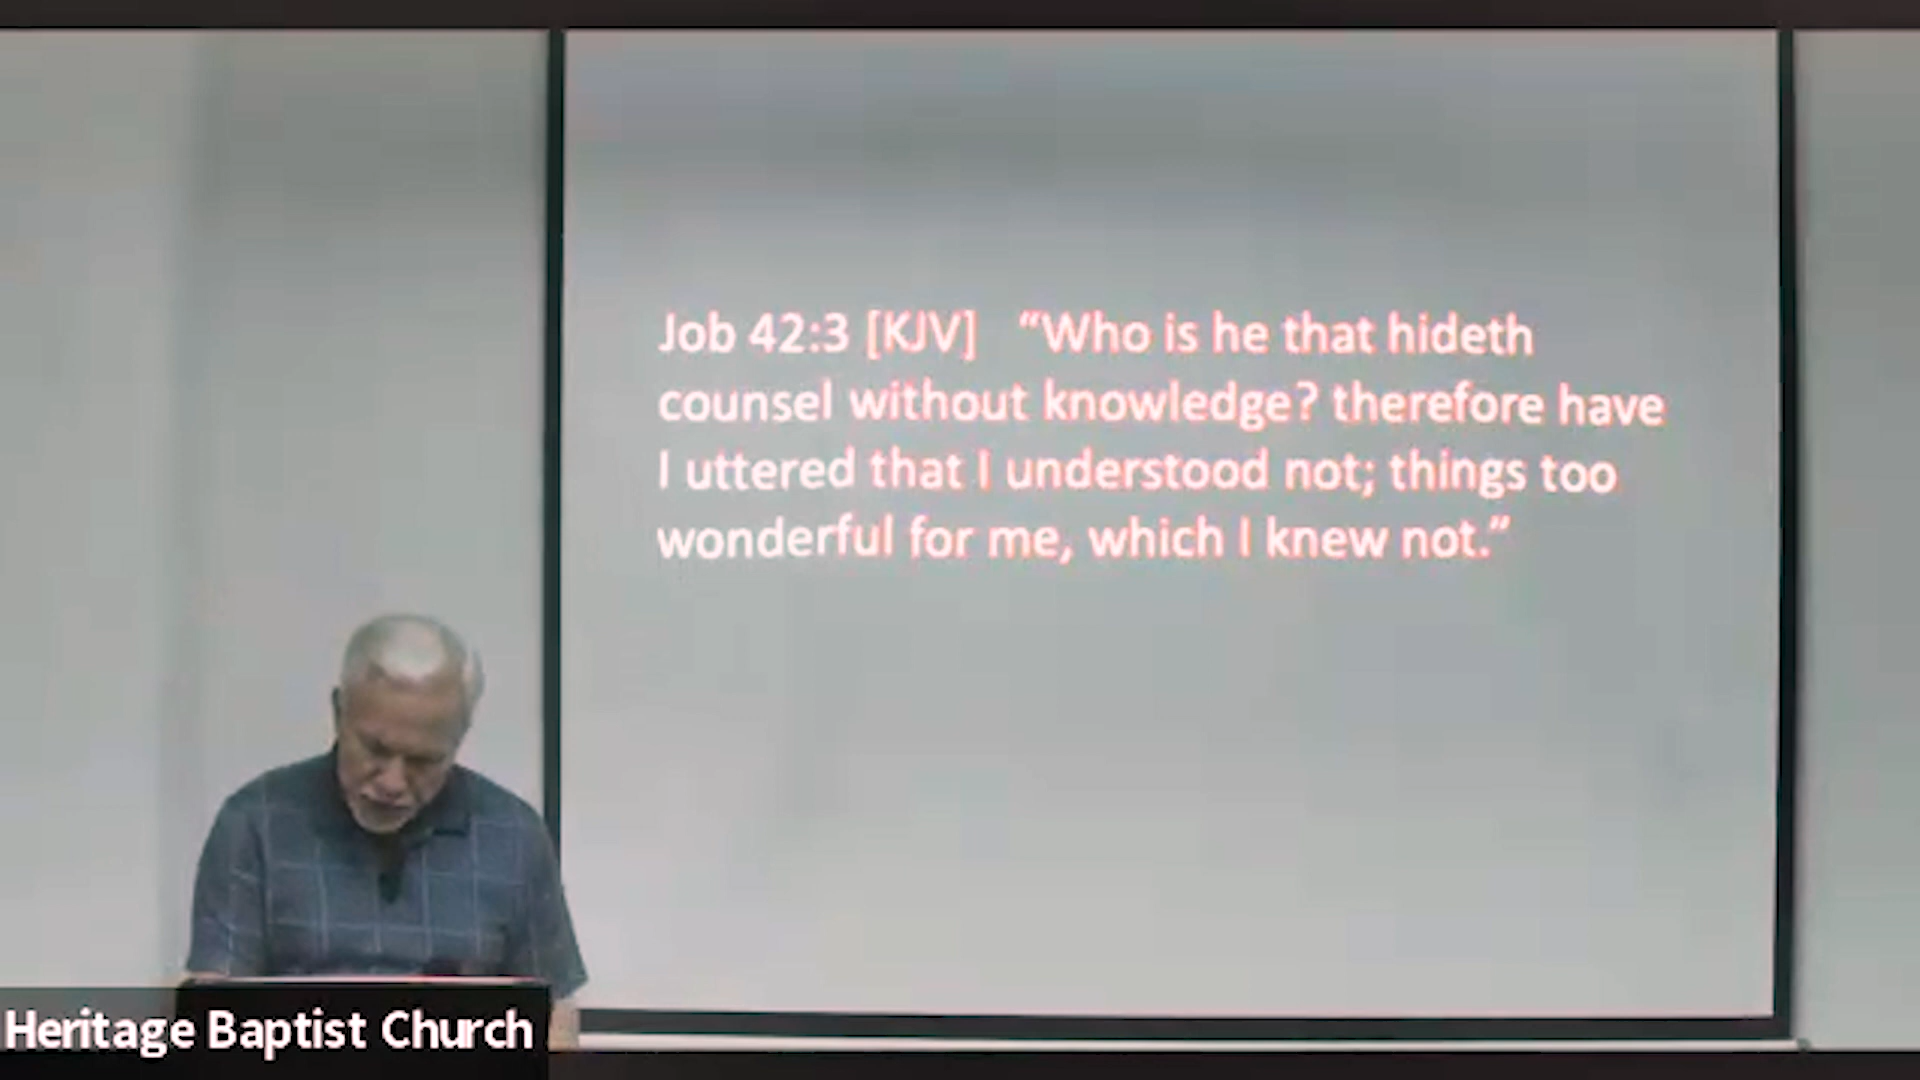 Job 42:3 [KJV] “Who is he that hideth
counsel without knowledge? therefore have
I uttered that I understood not; things too
wonderful for me, which I knew not.”
Heritage Baptist Church